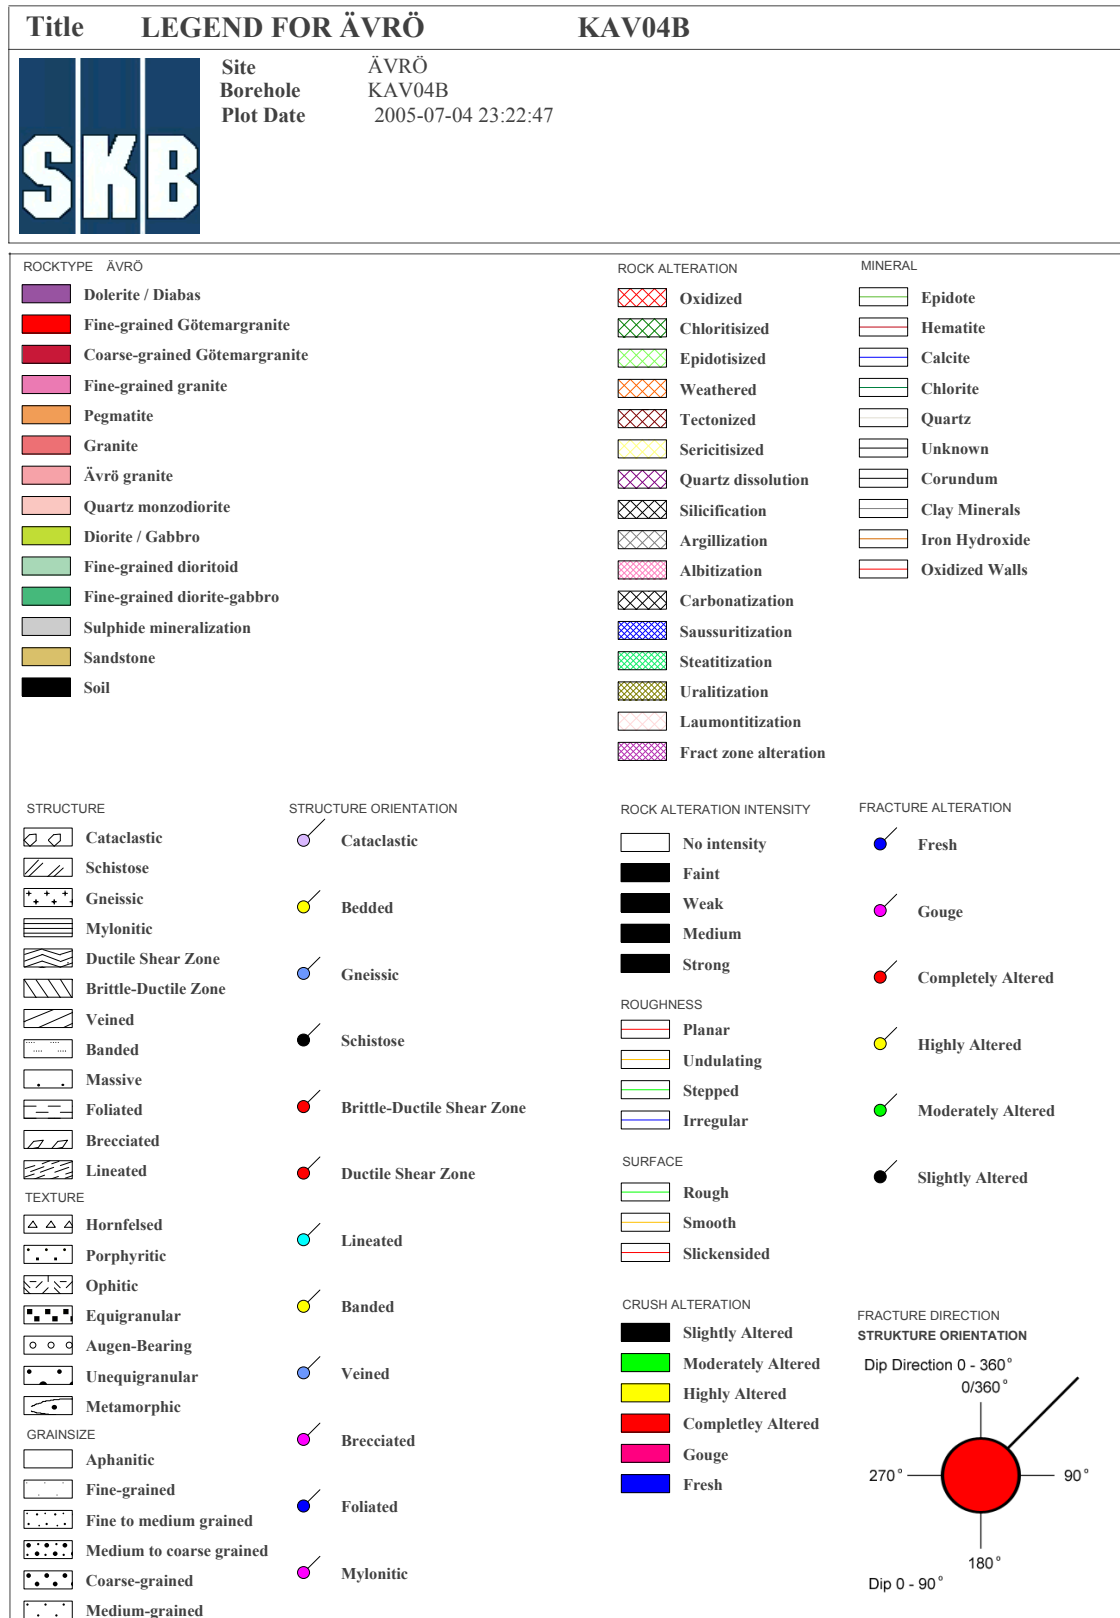 Title LEGEND FOR ÄVRÖ KAV04B
SKB
Site ÄVRÖ
Borehole KAV04B
Plot Date 2005-07-04 23:22:47
ROCKTYPE ÄVRÖ
Dolerite / Diabas
Fine-grained Götemargranite
Coarse-grained Götemargranite
Fine-grained granite
Pegmatite
Granite
Ävrö granite
Quartz monzodiorite
Diorite / Gabbro
Fine-grained dioritoid
Fine-grained diorite-gabbro
Sulphide mineralization
Sandstone
Soil
ROCK ALTERATION
Oxidized
Chloritisized
Epidotisized
Weathered
Tectonized
Sericitisized
Quartz dissolution
Silicification
Argillization
Albitization
Carbonatization
Saussuritization
Steatitization
Uralitization
Laumontitization
Fract zone alteration
MINERAL
Epidote
Hematite
Calcite
Chlorite
Quartz
Unknown
Corundum
Clay Minerals
Iron Hydroxide
Oxidized Walls
STRUCTURE
Cataclastic
Schistose
Gneissic
Mylonitic
Ductile Shear Zone
Brittle-Ductile Zone
Veined
Banded
Massive
Foliated
Brecciated
Lineated
TEXTURE
Hornfelsed
Porphyritic
Ophitic
Equigranular
Augen-Bearing
Unequigranular
Metamorphic
GRAINSIZE
Aphanitic
Fine-grained
Fine to medium grained
Medium to coarse grained
Coarse-grained
Medium-grained
STRUCTURE ORIENTATION
Cataclastic
Bedded
Gneissic
Schistose
Brittle-Ductile Shear Zone
Ductile Shear Zone
Lineated
Banded
Veined
Brecciated
Foliated
Mylonitic
ROCK ALTERATION INTENSITY
No intensity
Faint
Weak
Medium
Strong
ROUGHNESS
Planar
Undulating
Stepped
Irregular
SURFACE
Rough
Smooth
Slickensided
CRUSH ALTERATION
Slightly Altered
Moderately Altered
Highly Altered
Completley Altered
Gouge
Fresh
FRACTURE ALTERATION
Fresh
Gouge
Completely Altered
Highly Altered
Moderately Altered
Slightly Altered
FRACTURE DIRECTION
STRUKTURE ORIENTATION
Dip Direction 0 - 360°
0/360°
270°
90°
180°
Dip 0 - 90°